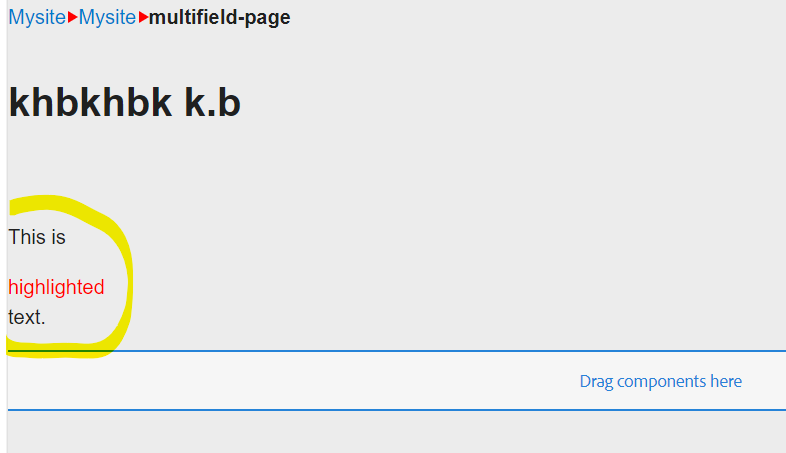 Mysite Mysite multifield-page
khbkhbk k.b
This is
highlighted
text.
Drag components here